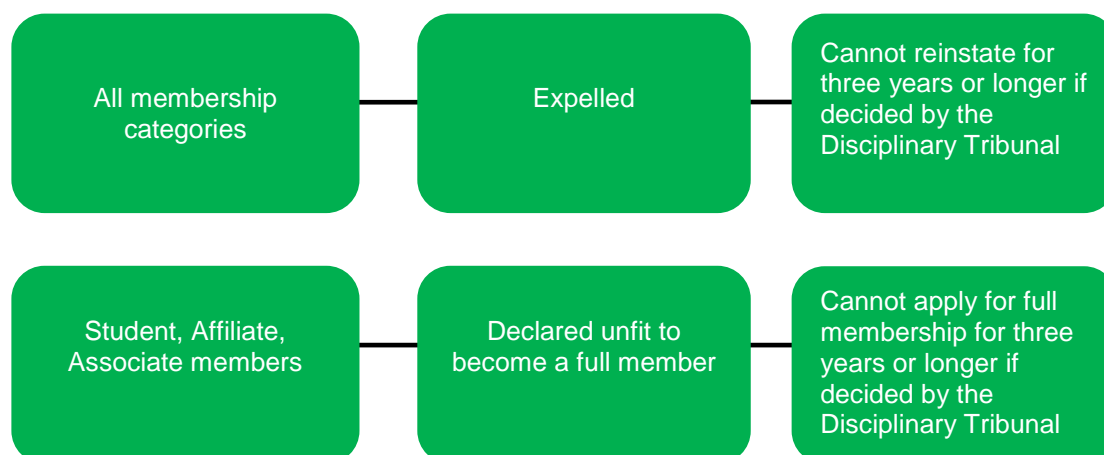 All membership
categories
Expelled
Cannot reinstate for
three years or longer if
decided by the
Disciplinary Tribunal
Student, Affiliate,
Associate members
Declared unfit to
become a full member
Cannot apply for full
membership for three
years or longer if
decided by the
Disciplinary Tribunal